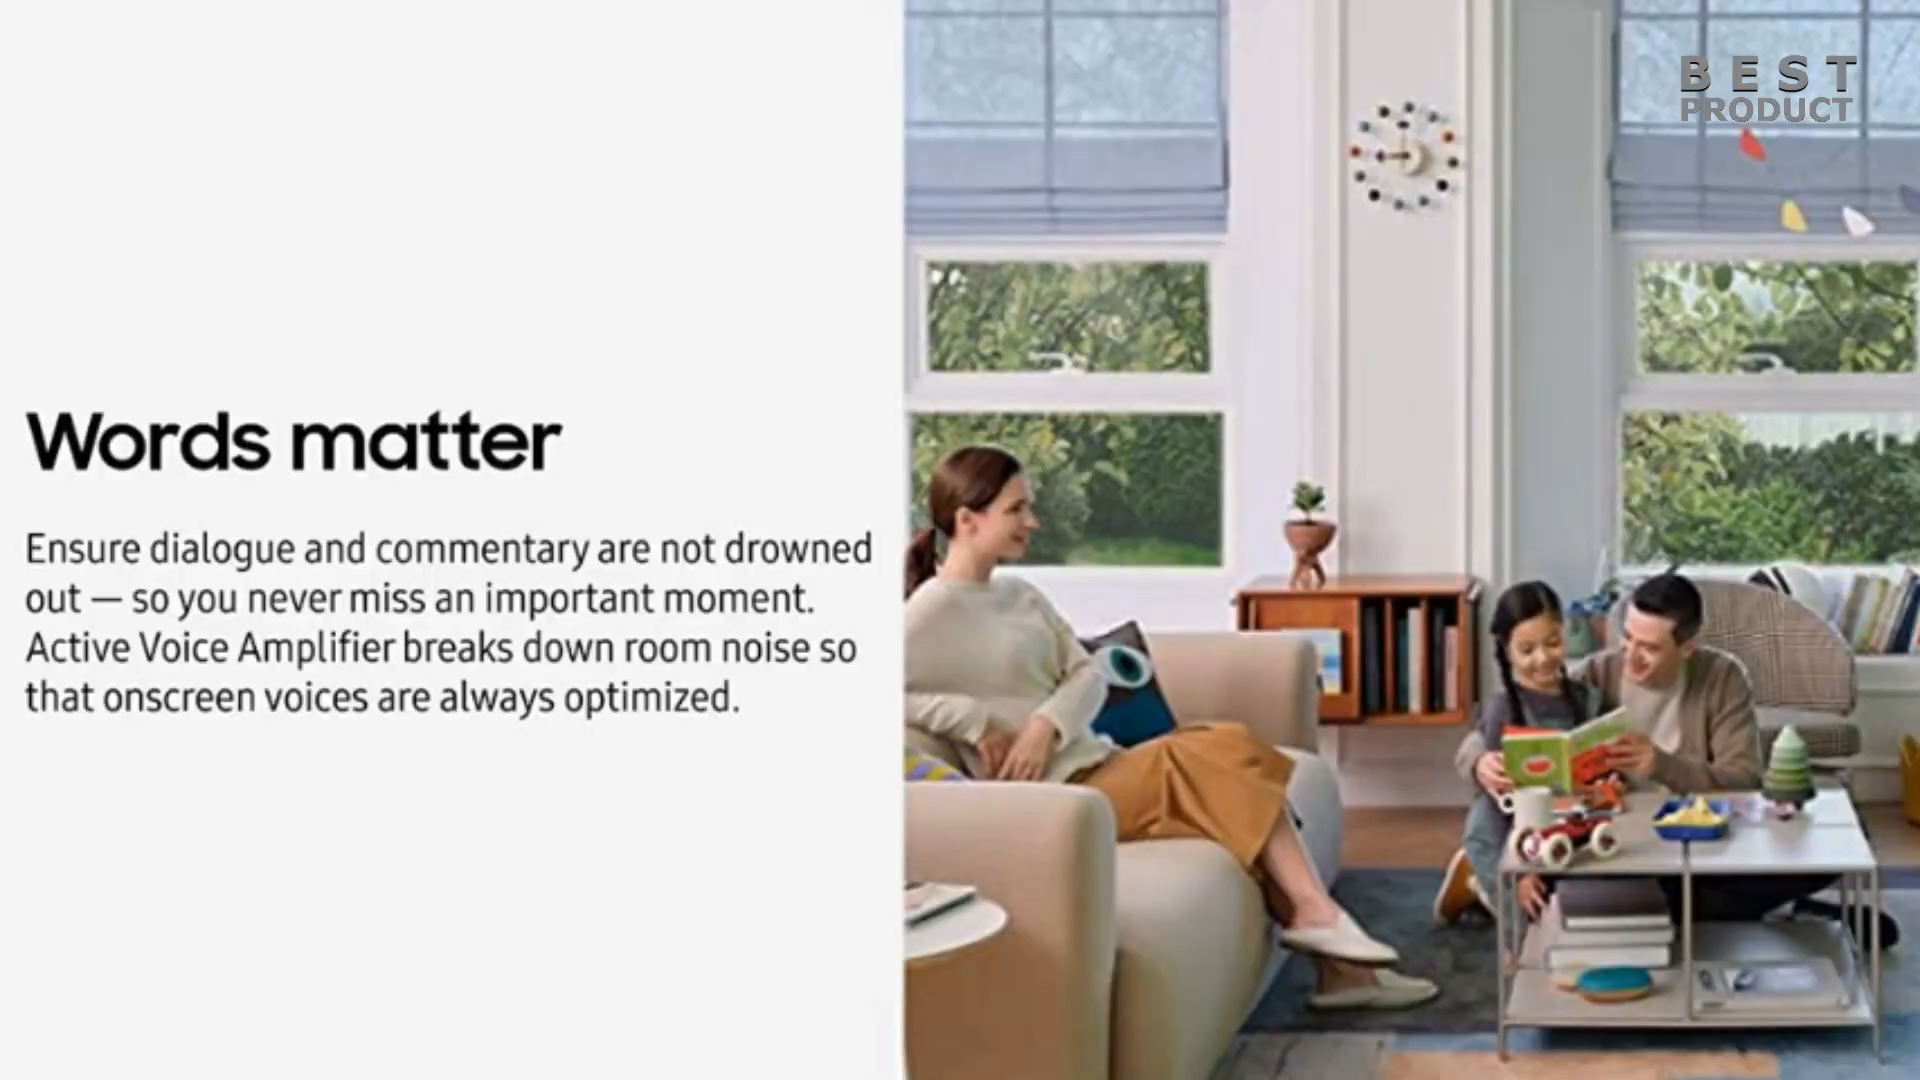 BEST
PRODUCT
Words matter
Ensure dialogue and commentary are not drowned
out — so you never miss an important moment.
Active Voice Amplifier breaks down room noise so
that onscreen voices are always optimized.